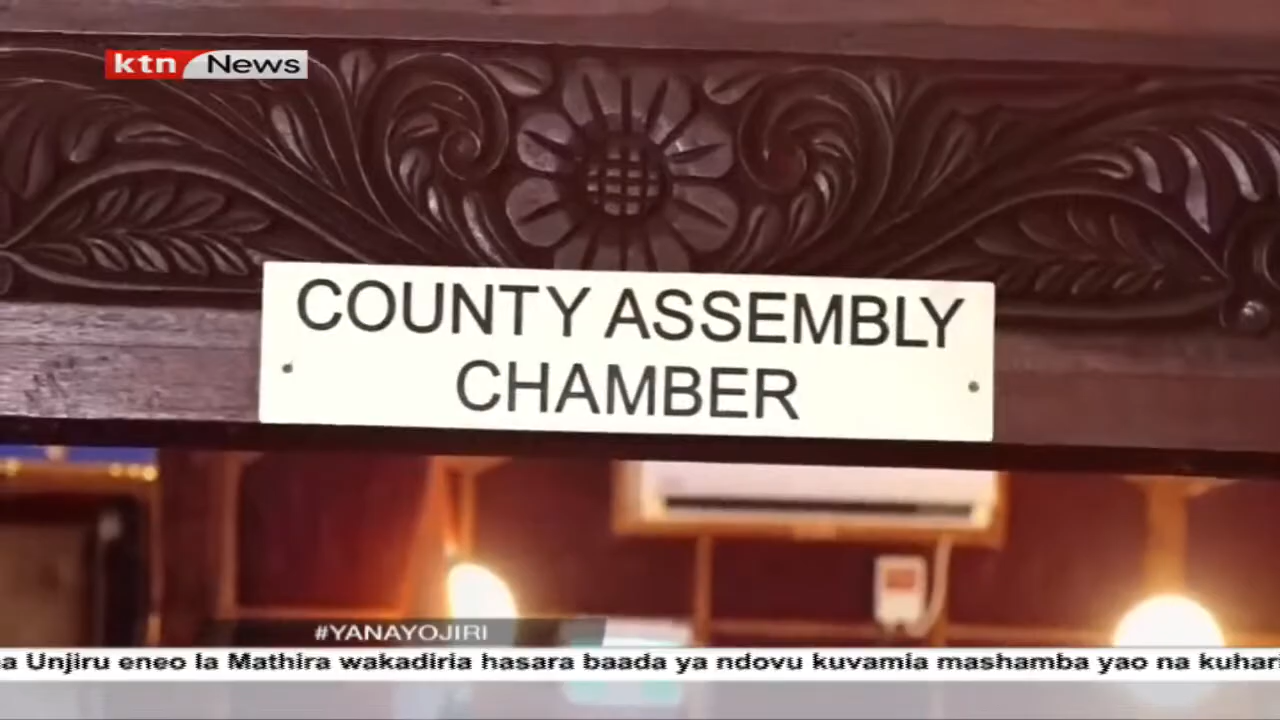 ktn News
COUNTY ASSEMBLY
CHAMBER
#YANAYOJIRI
Unjiru eneo la Mathira wakadiria hasara baada ya ndovu kuvamia mashamba yao na